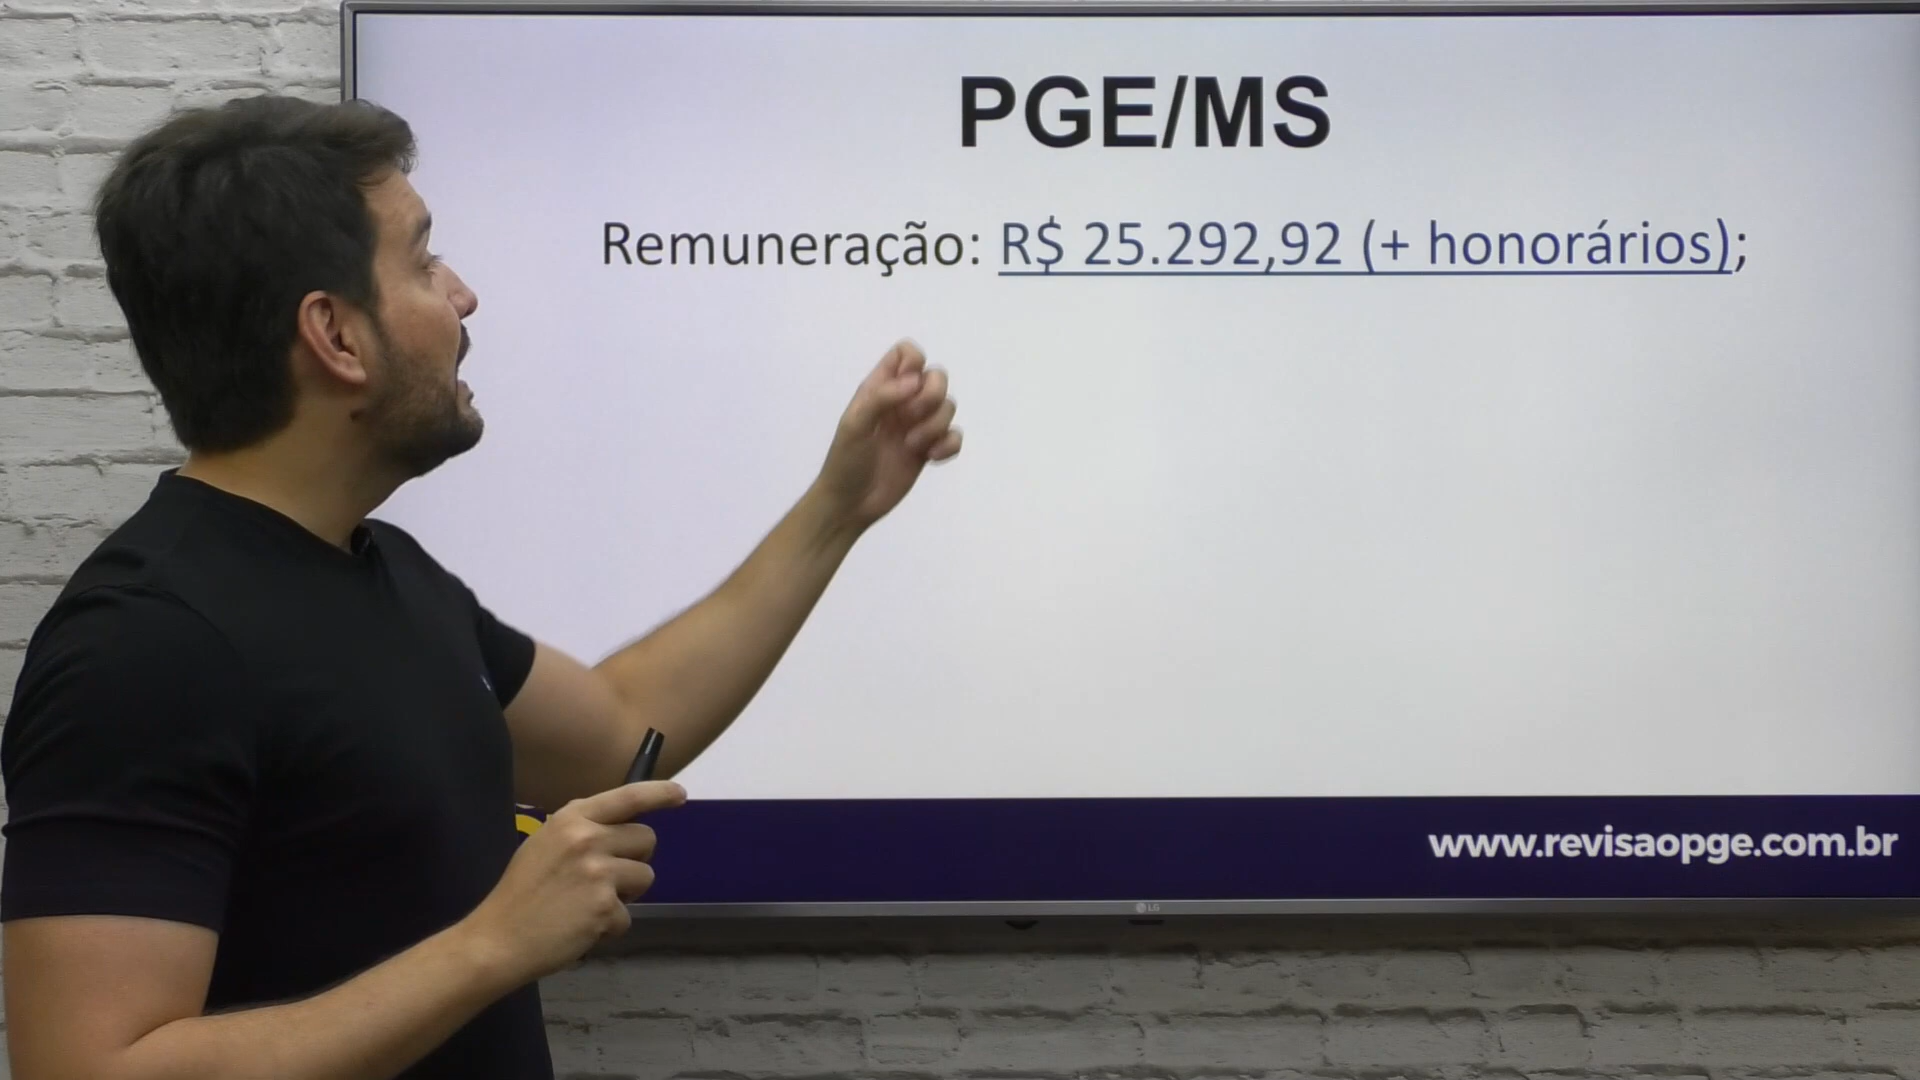 PGE/MS
Remuneração: R$ 25.292,92 (+ honorários);
www.revisaopge.com.br
LG